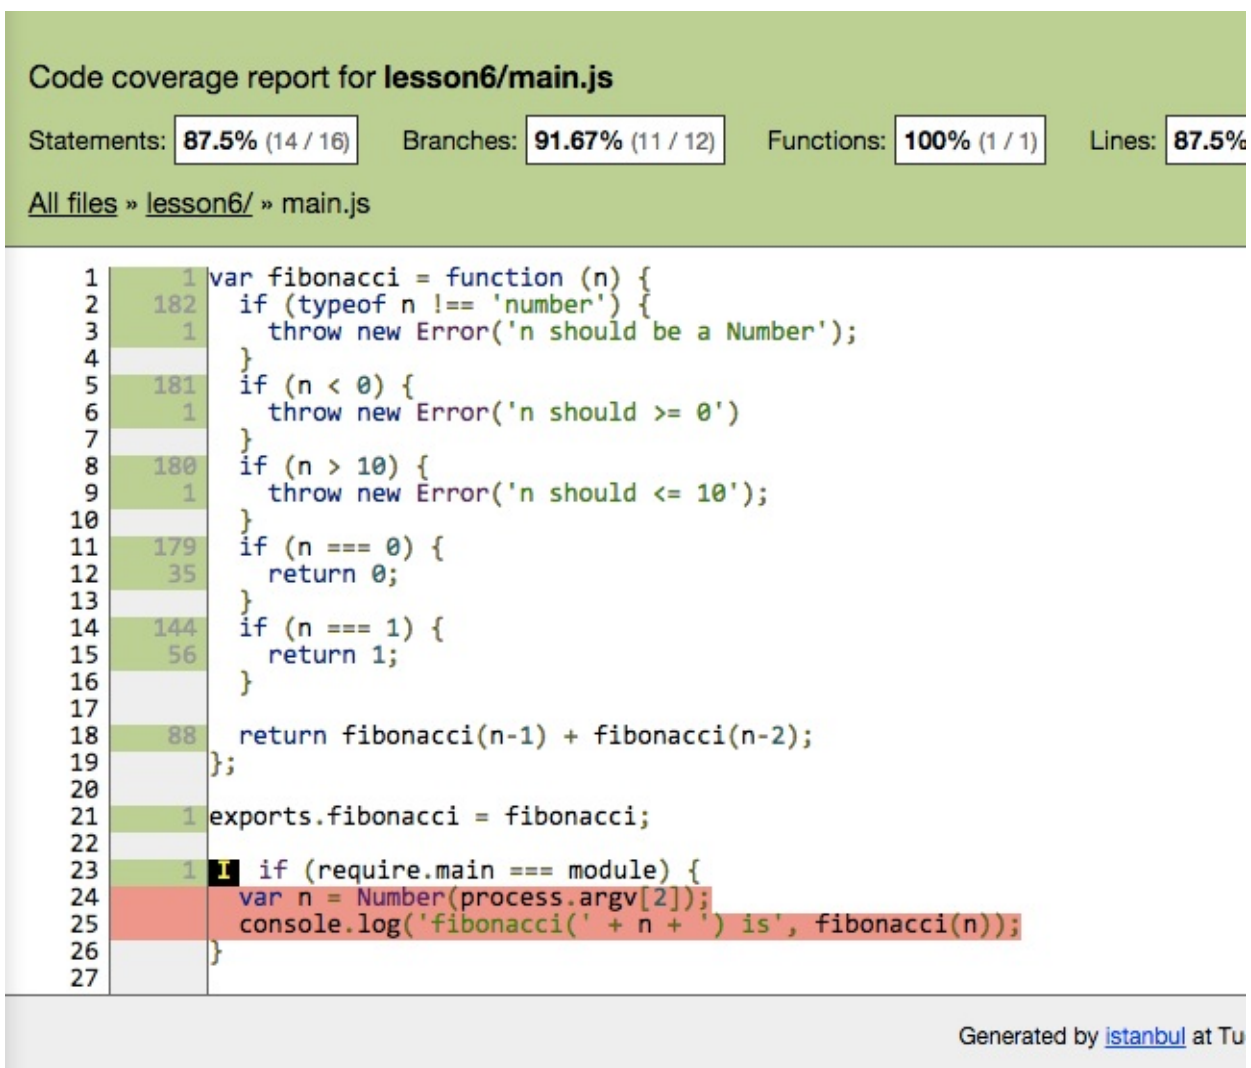 Code coverage report for lesson6/main.js
Statements: 87.5% (14 / 16) Branches: 91.67% (11 / 12) Functions: 100% (1 / 1) Lines: 87.5%
All files » lesson6/ » main.js
1 1 var fibonacci = function (n) {
2 182 if (typeof n !== 'number') {
3 1 throw new Error('n should be a Number');
4 }
5 181 if (n < 0) {
6 1 throw new Error('n should >= 0')
7 }
8 180 if (n > 10) {
9 1 throw new Error('n should <= 10');
10 }
11 179 if (n === 0) {
12 35 return 0;
13 }
14 144 if (n === 1) {
15 56 return 1;
16 }
17
18 88 return fibonacci(n-1) + fibonacci(n-2);
19 };
20
21 1 exports.fibonacci = fibonacci;
22
23 1 I if (require.main === module) {
24 var n = Number(process.argv[2]);
25 console.log('fibonacci(' + n + ') is', fibonacci(n));
26 }
27
Generated by istanbul at Tu